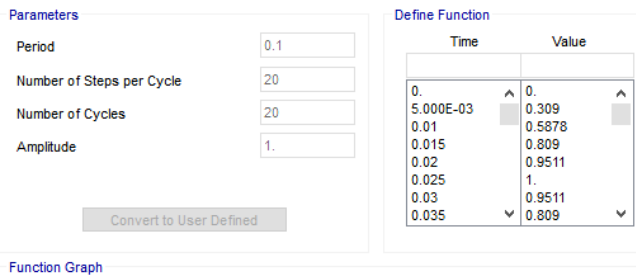 Parameters
Period 0.1
Number of Steps per Cycle 20
Number of Cycles 20
Amplitude 1.
Convert to User Defined
Define Function
Time Value
0. 0.
5.000E-03 0.309
0.01 0.5878
0.015 0.809
0.02 0.9511
0.025 1.
0.03 0.9511
0.035 0.809
Function Graph